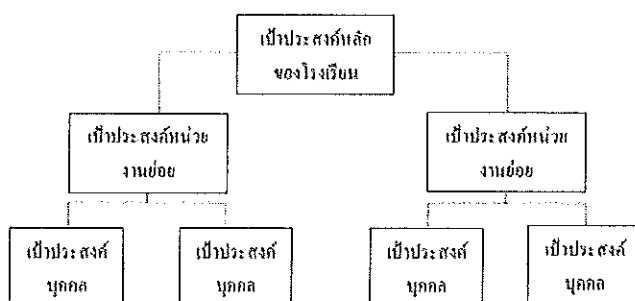 เป้าประสงค์หลัก
ของโรงเรียน
เป้าประสงค์หน่วย
งานย่อย
เป้าประสงค์หน่วย
งานย่อย
เป้าประสงค์
บุคคล
เป้าประสงค์
บุคคล
เป้าประสงค์
บุคคล
เป้าประสงค์
บุคคล